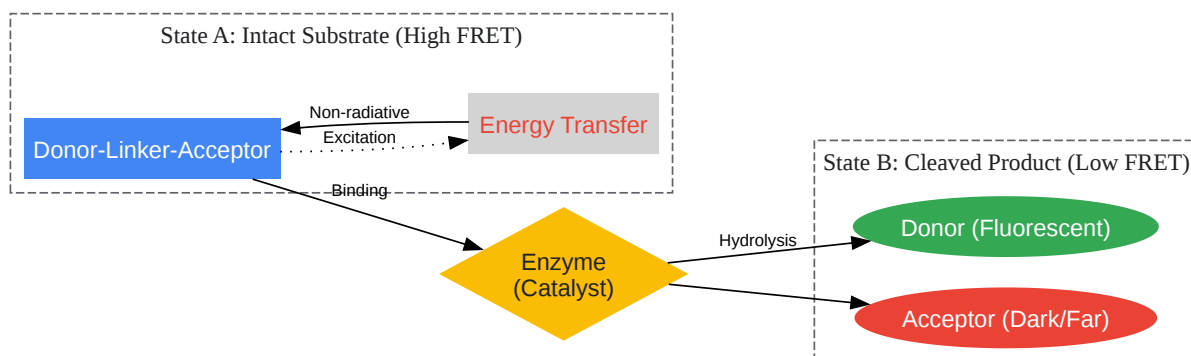 State A: Intact Substrate (High FRET)
Non-radiative
Energy Transfer
Donor-Linker-Acceptor
Excitation
Binding
State B: Cleaved Product (Low FRET)
Enzyme
(Catalyst)
Hydrolysis
Donor (Fluorescent)
Acceptor (Dark/Far)